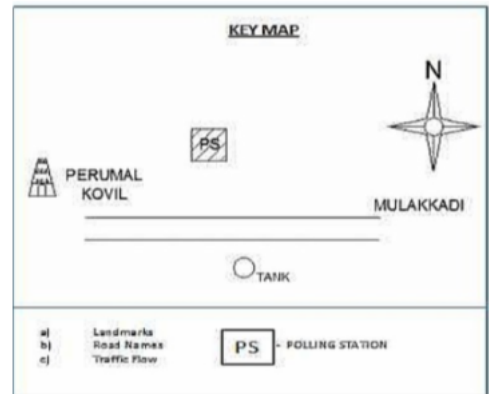 KEY MAP
N
PS
PERUMAL
KOVIL
MULAKKADI
TANK
a) Landmarks
b) Road Names
c) Traffic Flow
PS - POLLING STATION